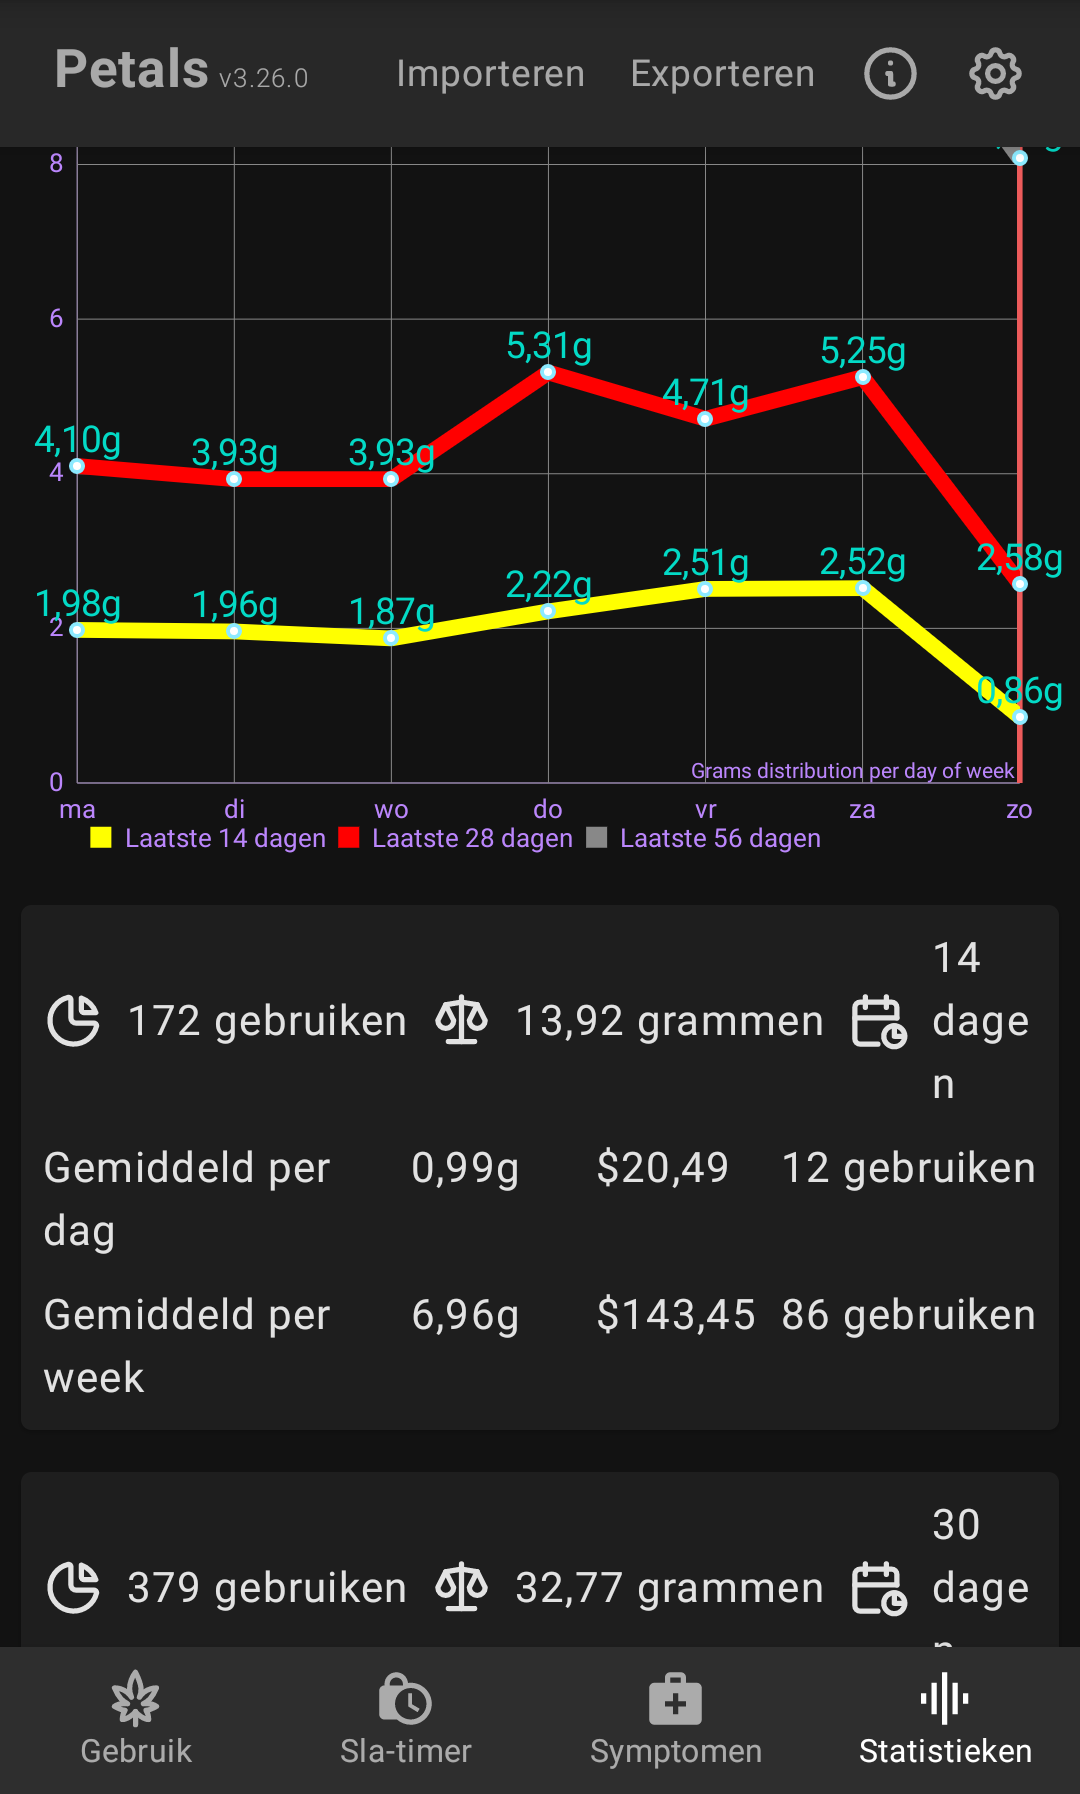 Petals v3.26.0 Importeren Exporteren
8
6
4
2
0
5,31g
5,25g
4,71g
4,10g
3,93g
3,93g
2,58g
2,51g
2,52g
2,22g
1,98g
1,96g
1,87g
0,86g
Grams distribution per day of week
ma di wo do vr za zo
Laatste 14 dagen Laatste 28 dagen Laatste 56 dagen
172 gebruiken 13,92 grammen 14
dage
n
Gemiddeld per
dag 0,99g $20,49 12 gebruiken
Gemiddeld per
week 6,96g $143,45 86 gebruiken
379 gebruiken 32,77 grammen 30
dage
n
Gebruik Sla-timer Symptomen Statistieken